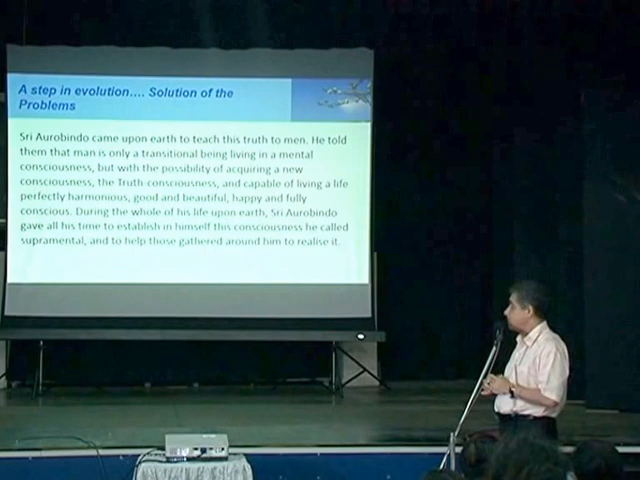 A step in evolution.... Solution of the
Problems
Sri Aurobindo came upon earth to teach this truth to men. He told
them that man is only a transitional being living in a mental
consciousness, but with the possibility of acquiring a new
consciousness, the Truth-consciousness, and capable of living a life
perfectly harmonious, good and beautiful, happy and fully
conscious. During the whole of his life upon earth, Sri Aurobindo
gave all his time to establish in himself this consciousness he called
supramental, and to help those gathered around him to realise it.